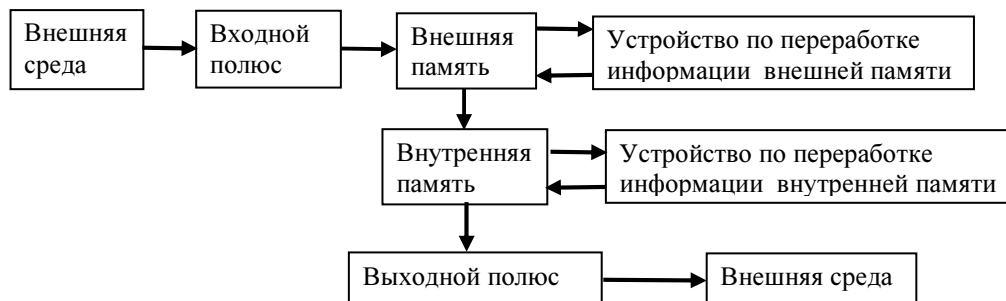 Внешняя
среда
Входной
полюс
Внешняя
память
Устройство по переработке
информации внешней памяти
Внутренняя
память
Устройство по переработке
информации внутренней памяти
Выходной полюс
Внешняя среда